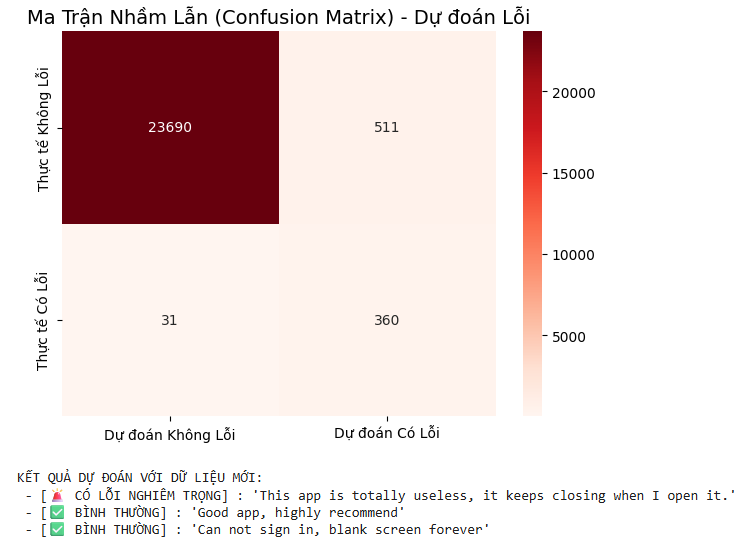 Ma Trận Nhầm Lẫn (Confusion Matrix) - Dự đoán Lỗi
Thực tế Không Lỗi
23690
511
Thực tế Có Lỗi
31
360
Dự đoán Không Lỗi
Dự đoán Có Lỗi
20000
15000
10000
5000
KẾT QUẢ DỰ ĐOÁN VỚI DỮ LIỆU MỚI:
- [🚨 CÓ LỖI NGHIÊM TRỌNG] : 'This app is totally useless, it keeps closing when I open it.'
- [✅ BÌNH THƯỜNG] : 'Good app, highly recommend'
- [✅ BÌNH THƯỜNG] : 'Can not sign in, blank screen forever'